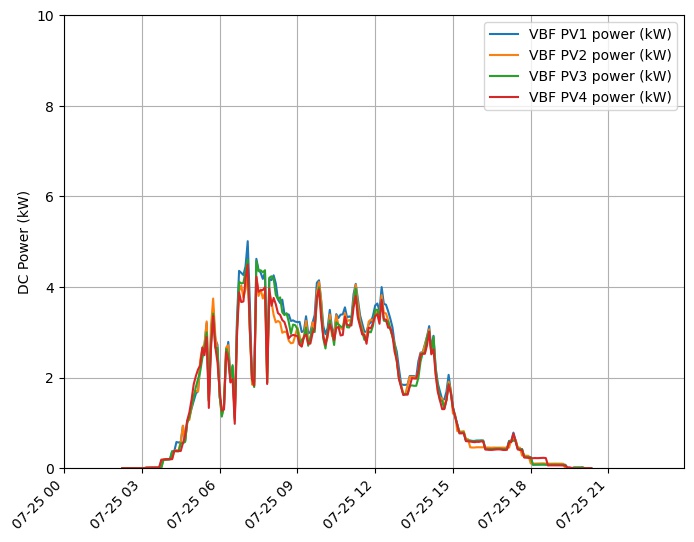 10
8
6
4
2
0
DC Power (kW)
VBF PV1 power (kW)
VBF PV2 power (kW)
VBF PV3 power (kW)
VBF PV4 power (kW)
07-25 00
07-25 03
07-25 06
07-25 09
07-25 12
07-25 15
07-25 18
07-25 21